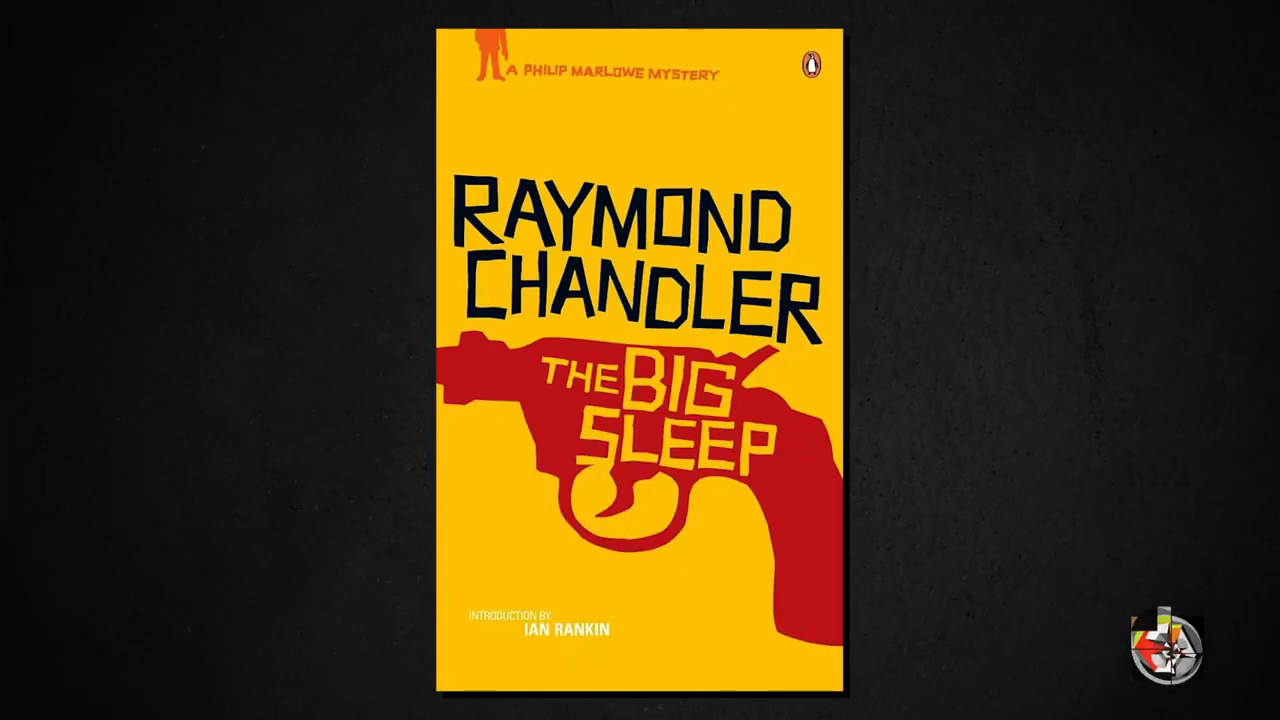 A PHILIP MARLOWE MYSTERY
RAYMOND
CHANDLER
THE BIG
SLEEP
INTRODUCTION BY
IAN RANKIN